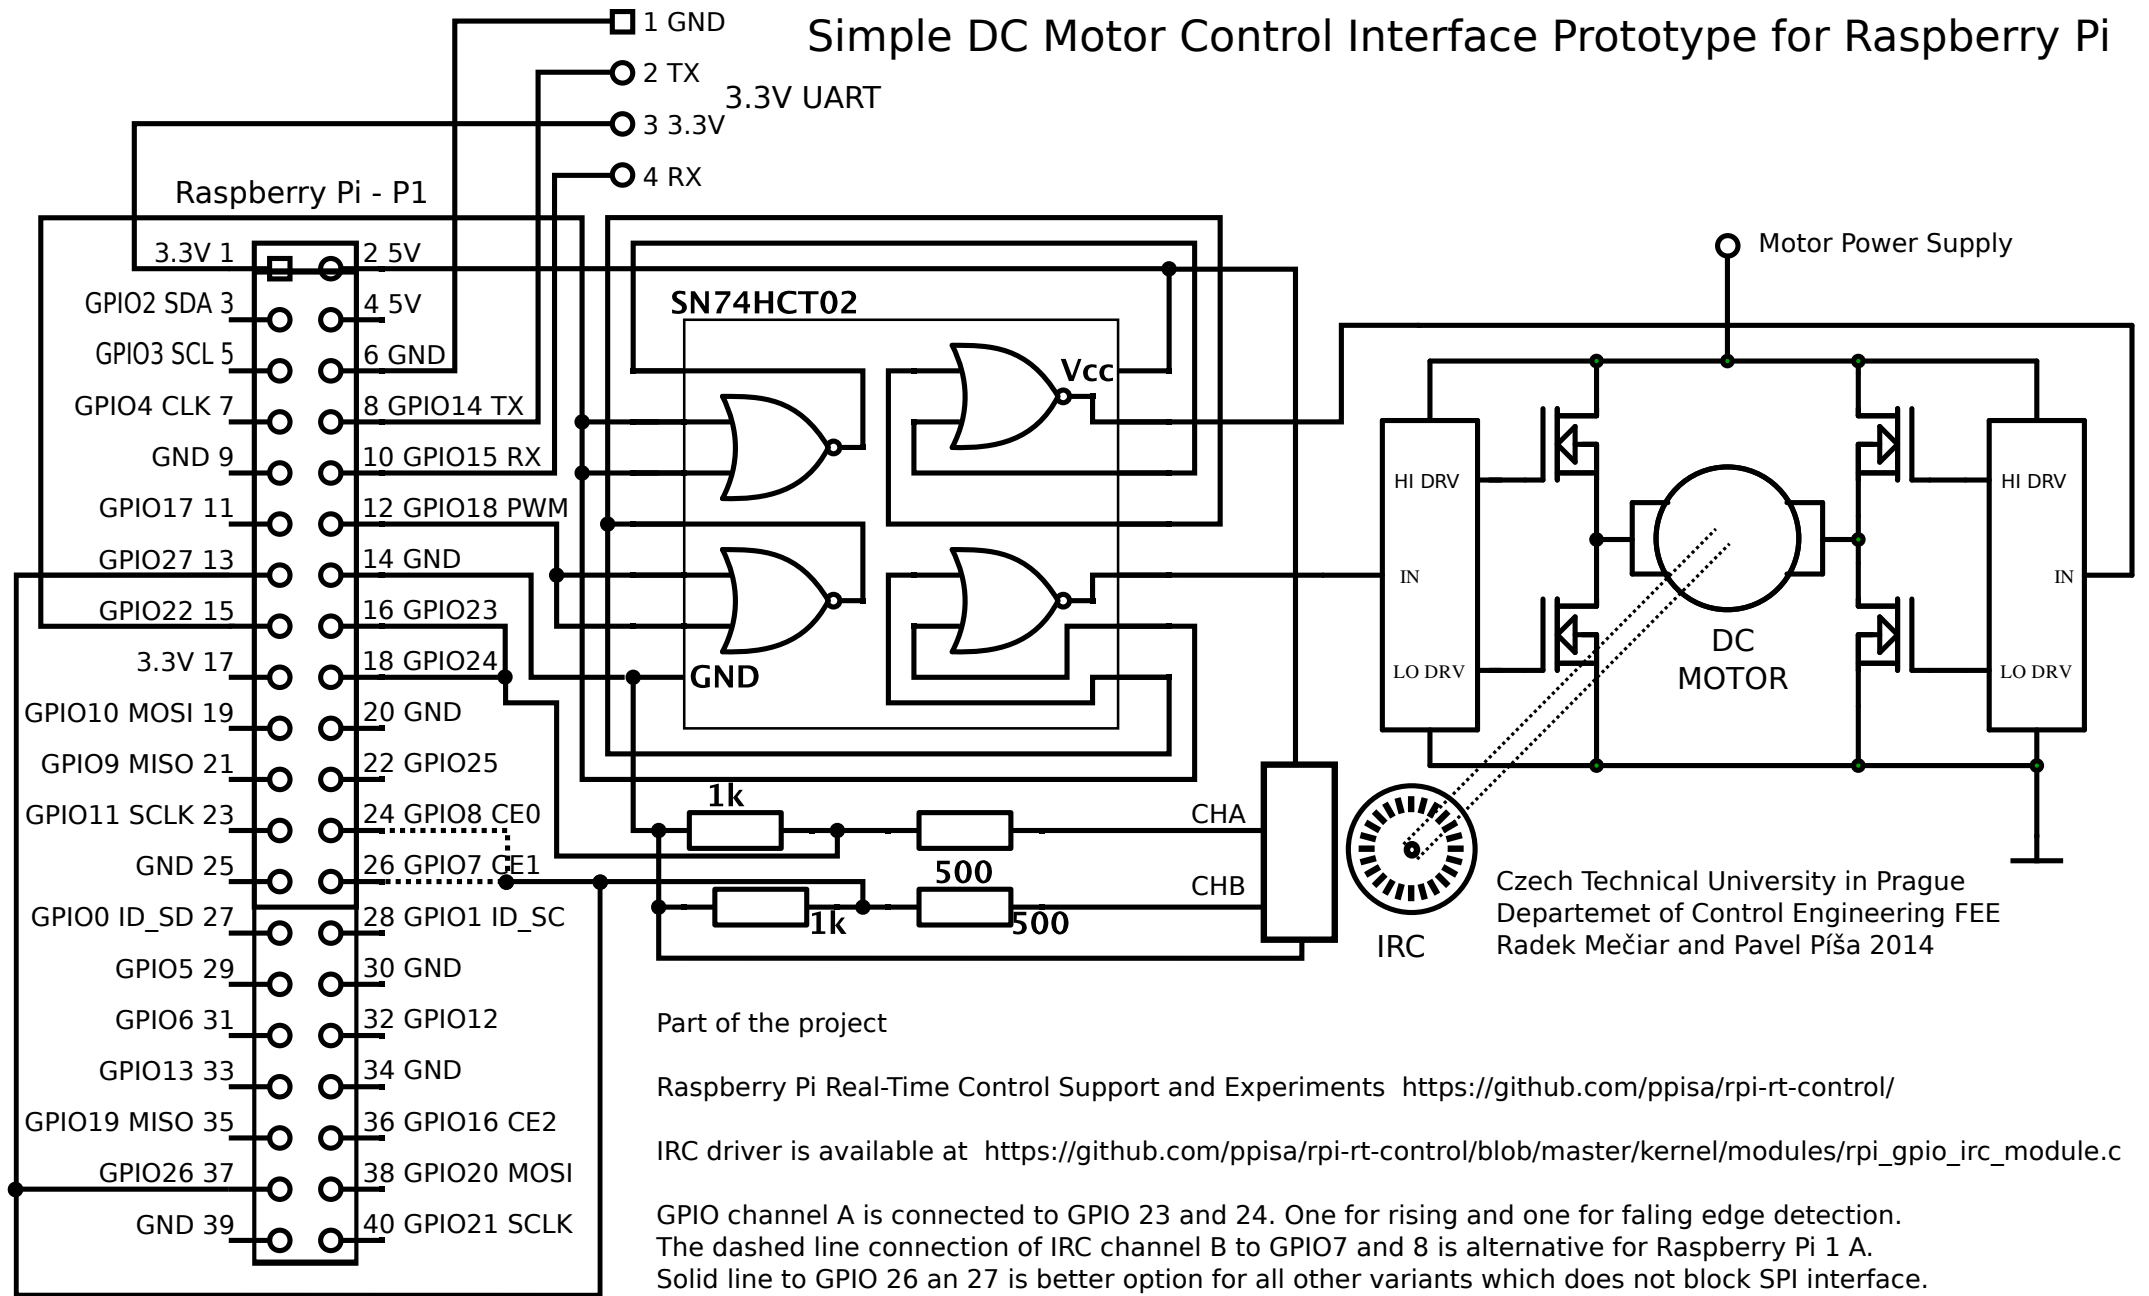 Simple DC Motor Control Interface Prototype for Raspberry Pi
1 GND
2 TX
3.3V UART
3 3.3V
4 RX
Raspberry Pi - P1
3.3V 1
2 5V
GPIO2 SDA 3
4 5V
GPIO3 SCL 5
6 GND
GPIO4 CLK 7
8 GPIO14 TX
GND 9
10 GPIO15 RX
GPIO17 11
12 GPIO18 PWM
GPIO27 13
14 GND
GPIO22 15
16 GPIO23
3.3V 17
18 GPIO24
GPIO10 MOSI 19
20 GND
GPIO9 MISO 21
22 GPIO25
GPIO11 SCLK 23
24 GPIO8 CE0
GND 25
26 GPIO7 CE1
GPIO0 ID_SD 27
28 GPIO1 ID_SC
GPIO5 29
30 GND
GPIO6 31
32 GPIO12
GPIO13 33
34 GND
GPIO19 MISO 35
36 GPIO16 CE2
GPIO26 37
38 GPIO20 MOSI
GND 39
40 GPIO21 SCLK
SN74HCT02
Vcc
GND
1k
500
1k
500
CHA
CHB
Motor Power Supply
HI DRV
IN
LO DRV
HI DRV
IN
LO DRV
DC
MOTOR
IRC
Czech Technical University in Prague
Departemet of Control Engineering FEE
Radek Mečiar and Pavel Píša 2014
Part of the project
Raspberry Pi Real-Time Control Support and Experiments  https://github.com/ppisa/rpi-rt-control/
IRC driver is available at  https://github.com/ppisa/rpi-rt-control/blob/master/kernel/modules/rpi_gpio_irc_module.c
GPIO channel A is connected to GPIO 23 and 24. One for rising and one for faling edge detection.
The dashed line connection of IRC channel B to GPIO7 and 8 is alternative for Raspberry Pi 1 A.
Solid line to GPIO 26 an 27 is better option for all other variants which does not block SPI interface.